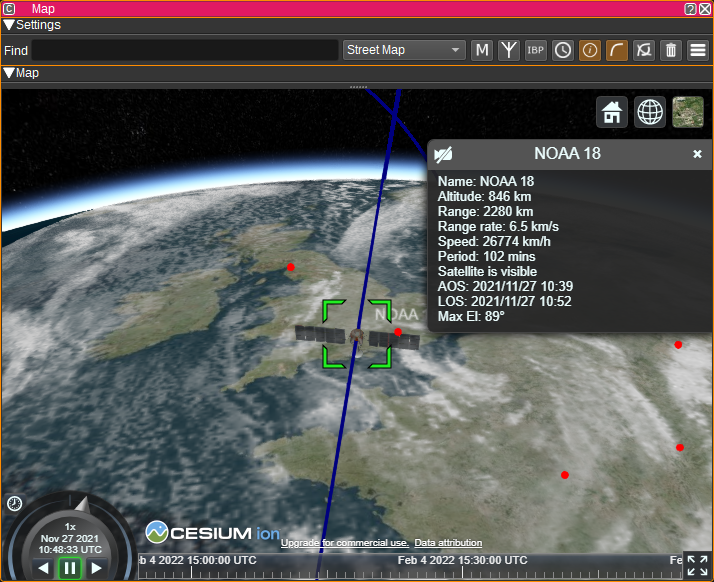 C Map ?
Settings
Find Street Map M IBP i
Map
NOAA 18
Name: NOAA 18
Altitude: 846 km
Range: 2280 km
Range rate: 6.5 km/s
Speed: 26774 km/h
Period: 102 mins
Satellite is visible
AOS: 2021/11/27 10:39
LOS: 2021/11/27 10:52
Max El: 89°
NOAA
1x
Nov 27 2021
10:48:33 UTC
CESIUM ion
Upgrade for commercial use. Data attribution
b 4 2022 15:00:00 UTC Feb 4 2022 15:30:00 UTC Fe